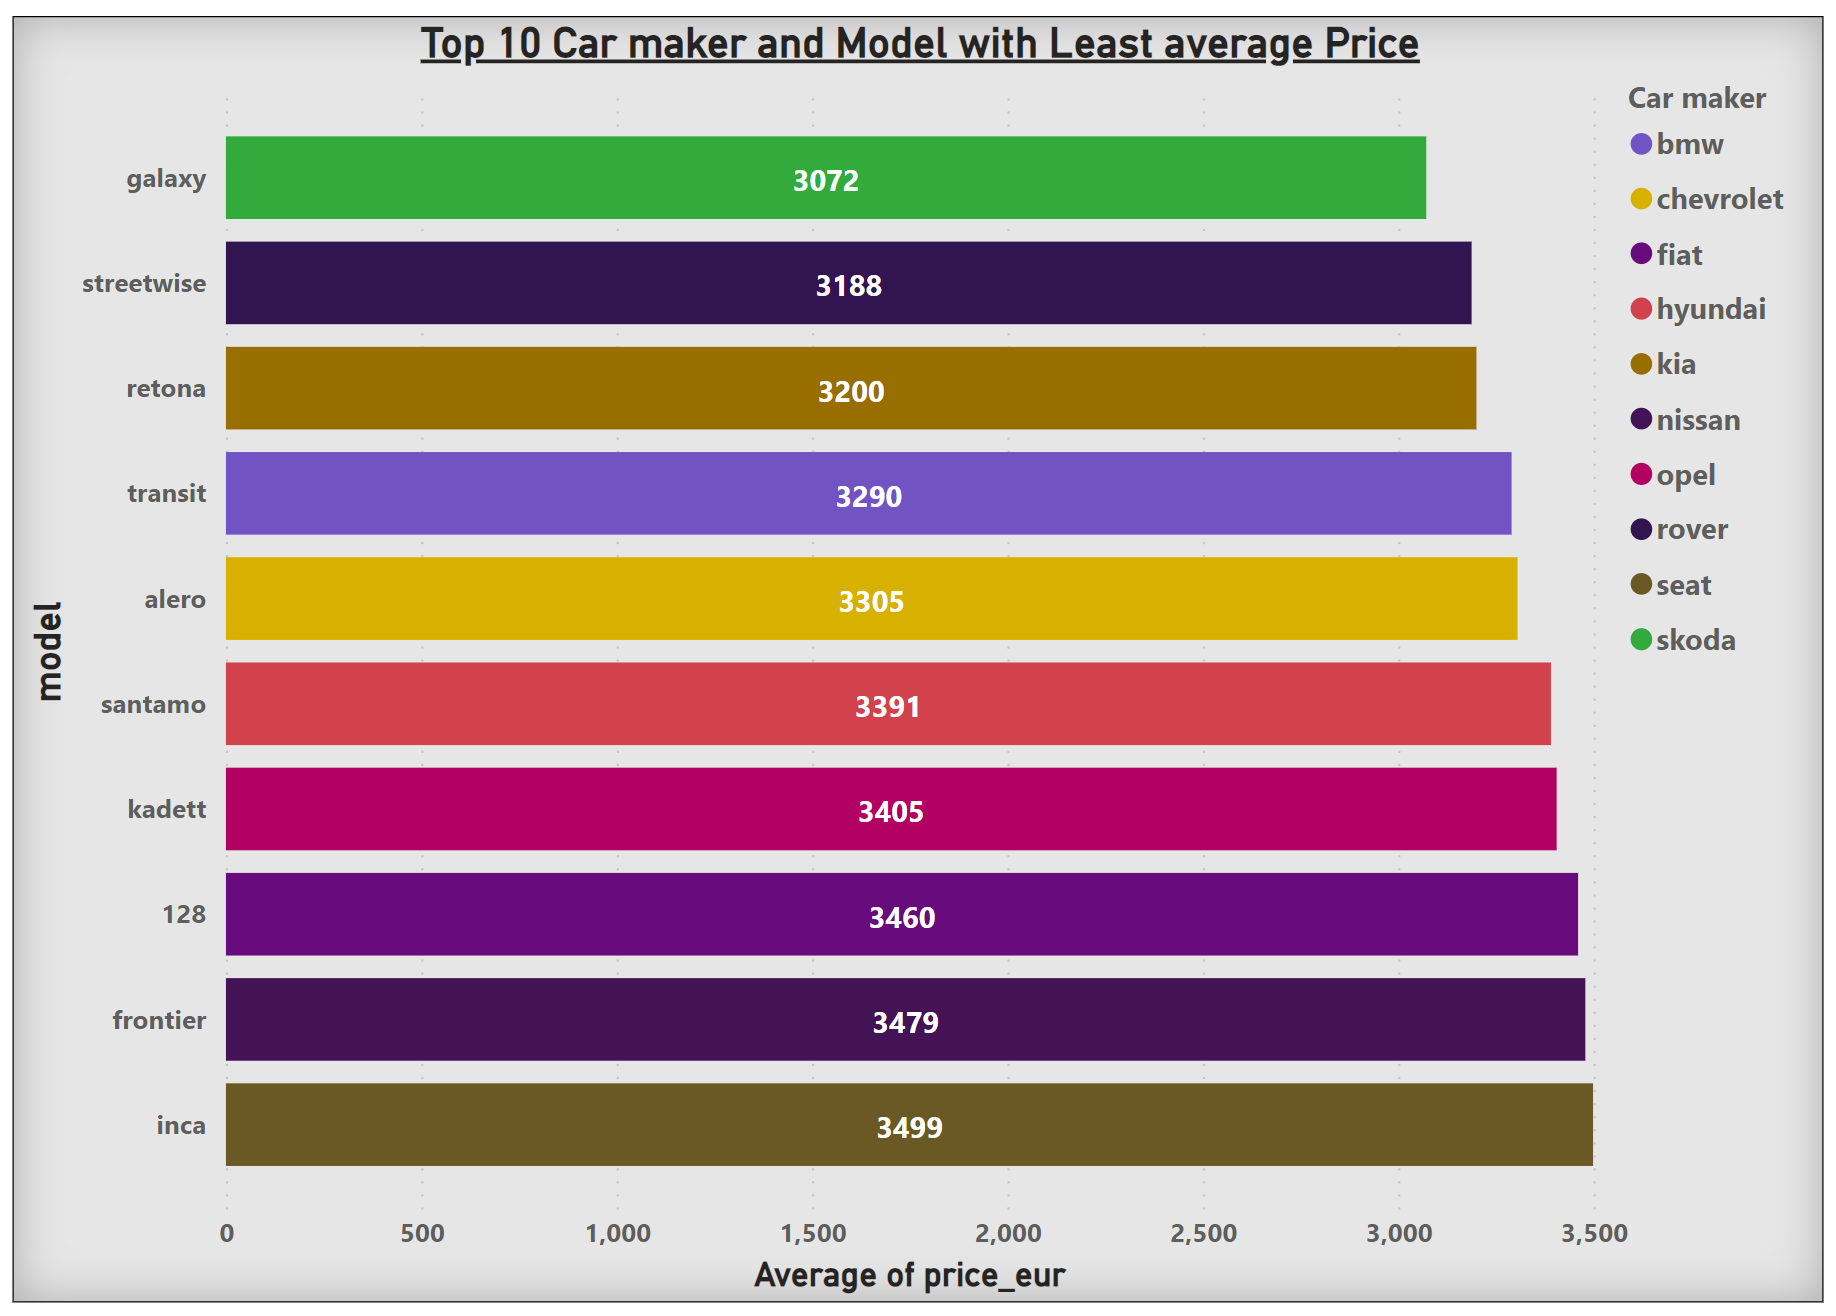 Top 10 Car maker and Model with Least average Price
Car maker
bmw
chevrolet
fiat
hyundai
kia
nissan
opel
rover
seat
skoda
model
galaxy 3072
streetwise 3188
retona 3200
transit 3290
alero 3305
santamo 3391
kadett 3405
128 3460
frontier 3479
inca 3499
0 500 1,000 1,500 2,000 2,500 3,000 3,500
Average of price_eur